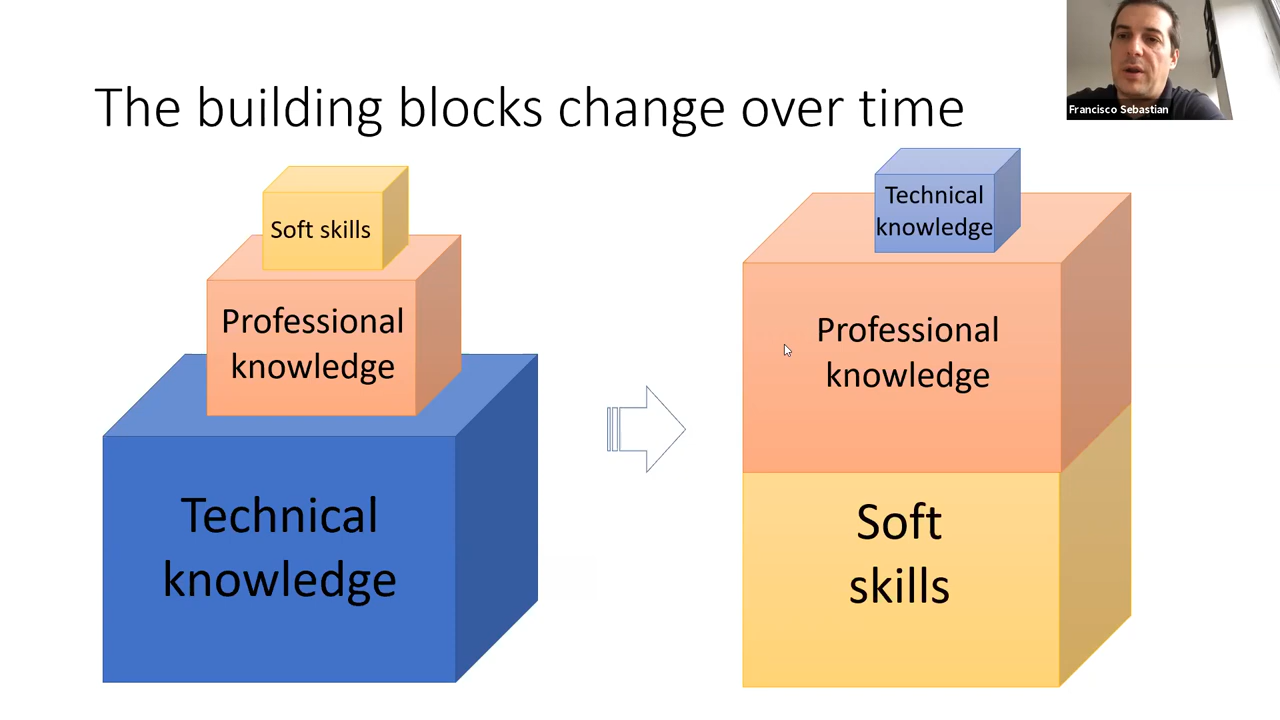 Francisco Sebastian
The building blocks change over time
Soft skills
Professional
knowledge
Technical
knowledge
Technical
knowledge
Professional
knowledge
Soft
skills